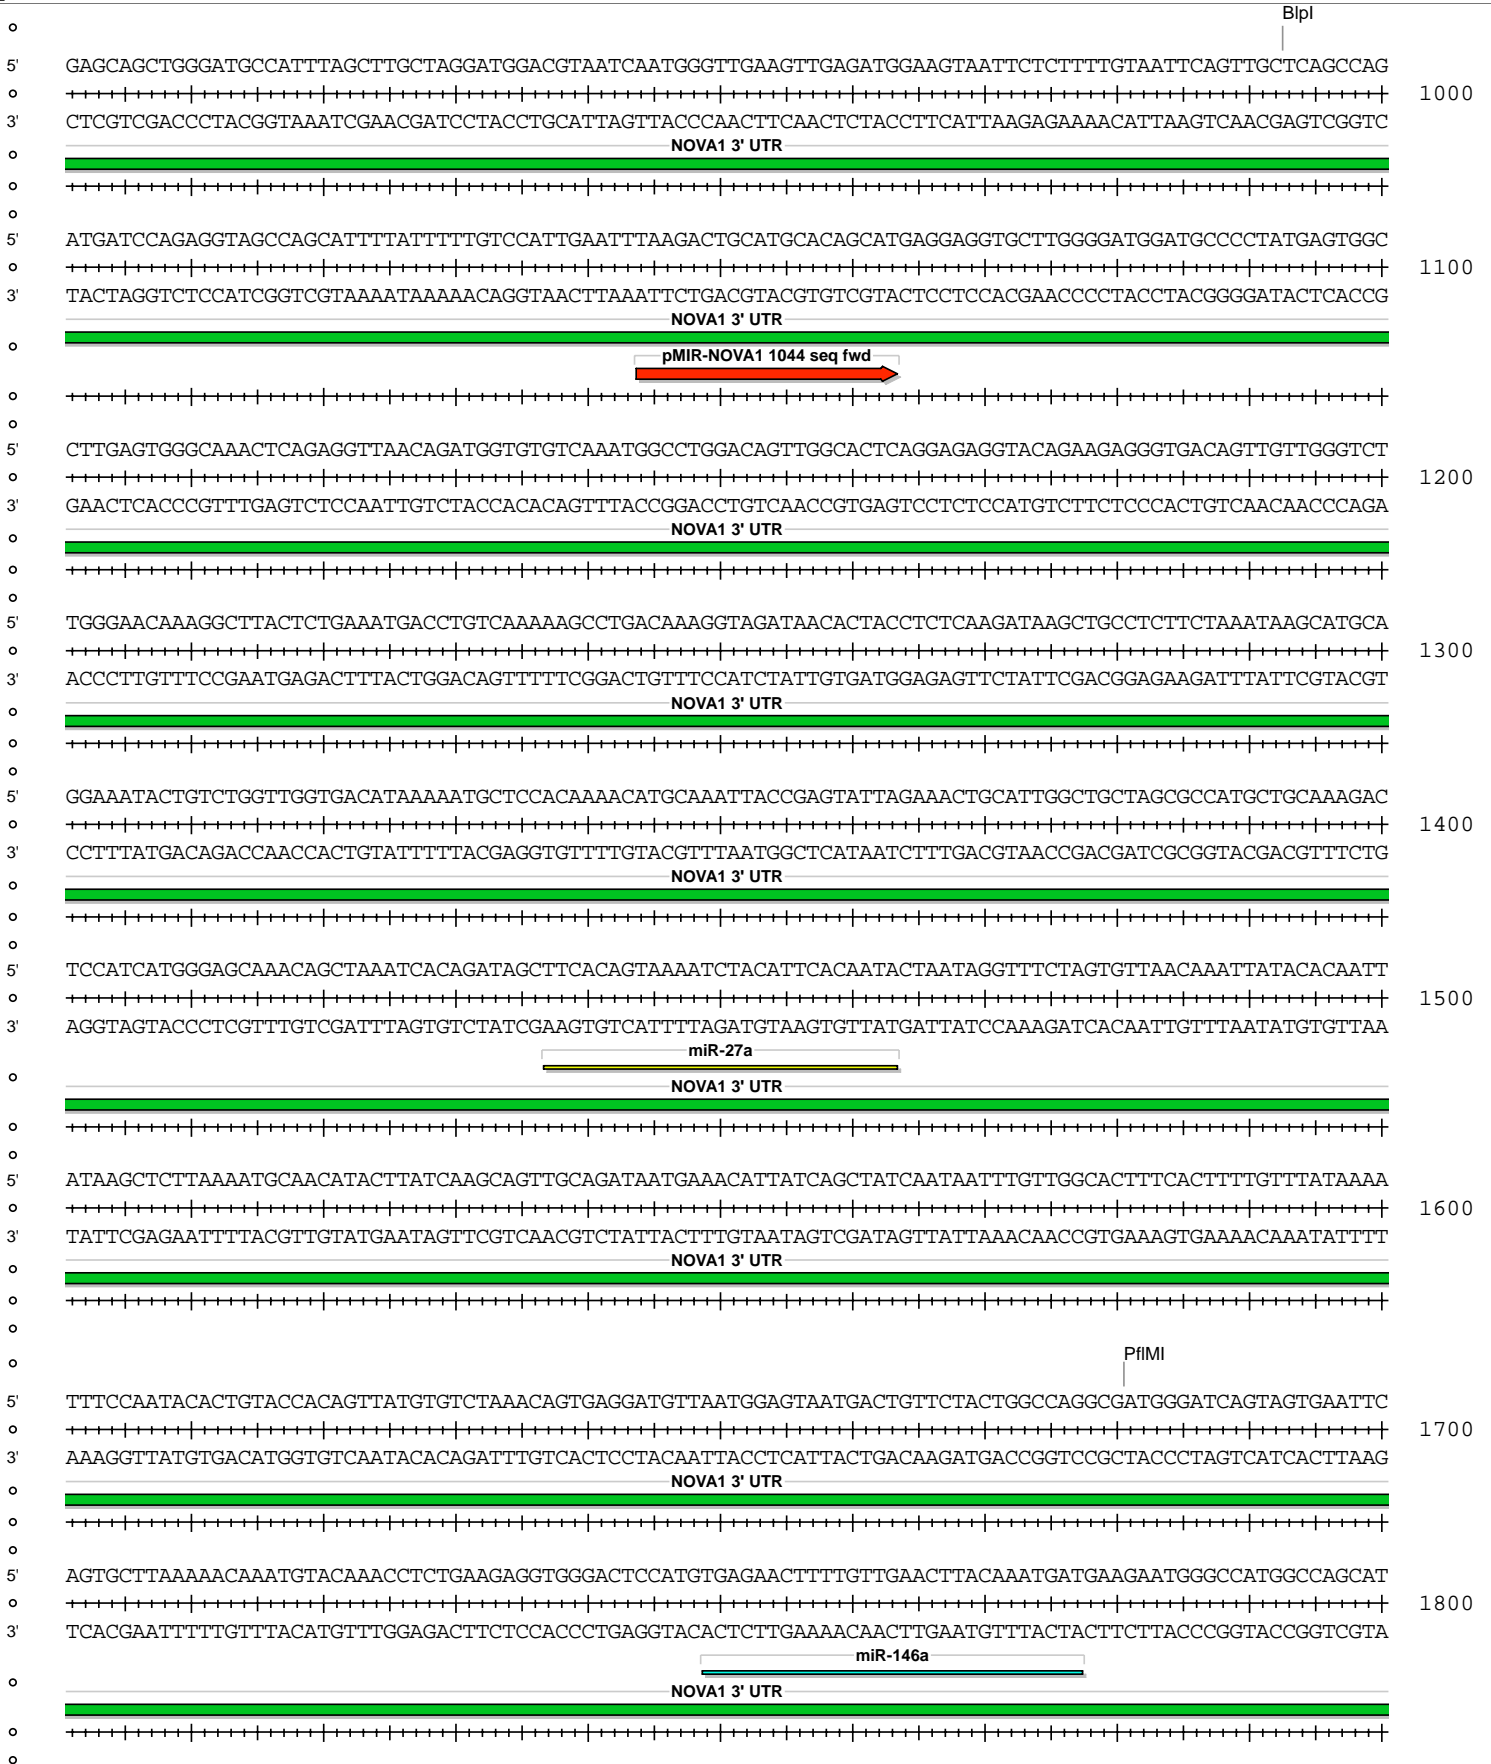 BlpI
5' GAGCAGCTGGGATGCCATTTAGCTTGCTAGGATGGACGTAATCAATGGGTTGAAGTTGAGATGGAAGTAATTCTCTTTTGTAATTCAGTTGCTCAGCCAG
1000
3' CTCGTCGACCCTACGGTAAATCGAACGATCCTACCTGCATTAGTTACCCAACTTCAACTCTACCTTCATTAAGAGAAAACATTAAGTCAACGAGTCGGTC
NOVA1 3' UTR
5' ATGATCCAGAGGTAGCCAGCATTTTATTTTTGTCCATTGAATTTAAGACTGCATGCACAGCATGAGGAGGTGCTTGGGGATGGATGCCCCTATGAGTGGC
1100
3' TACTAGGTCTCCATCGGTCGTAAAATAAAAACAGGTAACTTAAATTCTGACGTACGTGTCGTACTCCTCCACGAACCCCTACCTACGGGGATACTCACCG
NOVA1 3' UTR
pMIR-NOVA1 1044 seq fwd
5' CTTGAGTGGGCAAACTCAGAGGTTAACAGATGGTGTGTCAAATGGCCTGGACAGTTGGCACTCAGGAGAGGTACAGAAGAGGGTGACAGTTGTTGGGTCT
1200
3' GAACTCACCCGTTTGAGTCTCCAATTGTCTACCACACAGTTTACCGGACCTGTCAACCGTGAGTCCTCTCCATGTCTTCTCCCACTGTCAACAACCCAGA
NOVA1 3' UTR
5' TGGGAACAAAGGCTTACTCTGAAATGACCTGTCAAAAAGCCTGACAAAGGTAGATAACACTACCTCTCAAGATAAGCTGCCTCTTCTAAATAAGCATGCA
1300
3' ACCCTTGTTTCCGAATGAGACTTTACTGGACAGTTTTTCGGACTGTTTCCATCTATTGTGATGGAGAGTTCTATTCGACGGAGAAGATTTATTCGTACGT
NOVA1 3' UTR
5' GGAAATACTGTCTGGTTGGTGACATAAAAATGCTCCACAAAACATGCAAATTACCGAGTATTAGAAACTGCATTGGCTGCTAGCGCCATGCTGCAAAGAC
1400
3' CCTTTATGACAGACCAACCACTGTATTTTTACGAGGTGTTTTGTACGTTTAATGGCTCATAATCTTTGACGTAACCGACGATCGCGGTACGACGTTTCTG
NOVA1 3' UTR
5' TCCATCATGGGAGCAAACAGCTAAATCACAGATAGCTTCACAGTAAAATCTACATTCACAATACTAATAGGTTTCTAGTGTTAACAAATTATACACAATT
1500
3' AGGTAGTACCCTCGTTTGTCGATTTAGTGTCTATCGAAGTGTCATTTTAGATGTAAGTGTTATGATTATCCAAAGATCACAATTGTTTAATATGTGTTAA
miR-27a
NOVA1 3' UTR
5' ATAAGCTCTTAAAATGCAACATACTTATCAAGCAGTTGCAGATAATGAAACATTATCAGCTATCAATAATTTGTTGGCACTTTCACTTTTGTTTATAAAA
1600
3' TATTCGAGAATTTTACGTTGTATGAATAGTTCGTCAACGTCTATTACTTTGTAATAGTCGATAGTTATTAAACAACCGTGAAAGTGAAAACAAATATTTT
NOVA1 3' UTR
PflMI
5' TTTCCAATACACTGTACCACAGTTATGTGTCTAAACAGTGAGGATGTTAATGGAGTAATGACTGTTCTACTGGCCAGGCGATGGGATCAGTAGTGAATTC
1700
3' AAAGGTTATGTGACATGGTGTCAATACACAGATTTGTCACTCCTACAATTACCTCATTACTGACAAGATGACCGGTCCGCTACCCTAGTCATCACTTAAG
NOVA1 3' UTR
5' AGTGCTTAAAAACAAATGTACAAACCTCTGAAGAGGTGGGACTCCATGTGAGAACTTTTGTTGAACTTACAAATGATGAAGAATGGGCCATGGCCAGCAT
1800
3' TCACGAATTTTTGTTTACATGTTTGGAGACTTCTCCACCCTGAGGTACACTCTTGAAAACAACTTGAATGTTTACTACTTCTTACCCGGTACCGGTCGTA
miR-146a
NOVA1 3' UTR